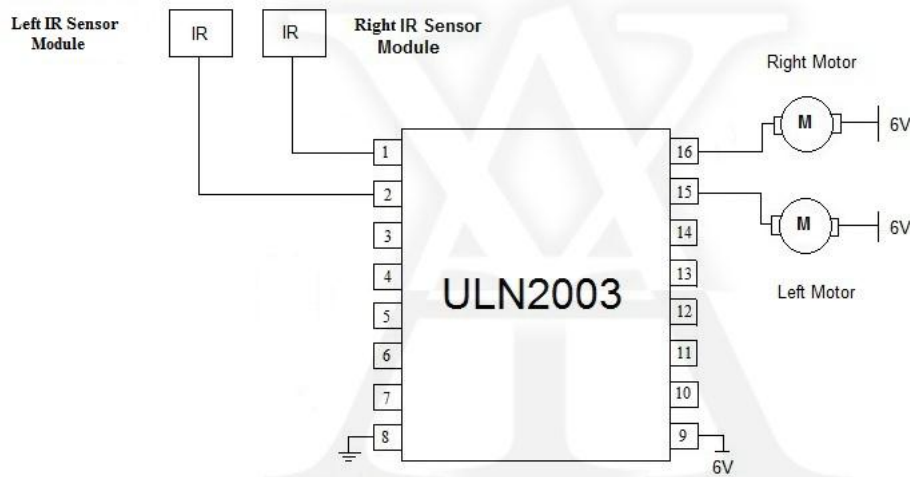 Left IR Sensor
Module
IR
IR
Right IR Sensor
Module
Right Motor
M
6V
1
16
2
15
M
6V
3
14
4
13
Left Motor
ULN2003
5
12
6
11
7
10
8
9
6V